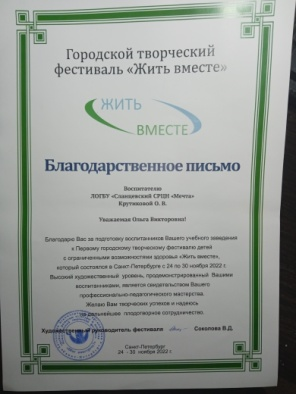 Городской творческий
фестиваль «Жить вместе»
ЖИТЬ
ВМЕСТЕ
Благодарственное письмо
Воспитателю
ЛОГБУ «Сланцевский СРЦН «Мечта»
Крутиковой О. В.
Уважаемая Ольга Викторовна!
Благодарю Вас за подготовку воспитанников Вашего учебного заведения
к Первому городскому творческому фестивалю детей
с ограниченными возможностями здоровья «Жить вместе»,
который состоялся в Санкт-Петербурге с 24 по 30 ноября 2022 г.
Высокий художественный уровень, продемонстрированный Вашими
воспитанниками, является свидетельством Вашего
профессионально-педагогического мастерства.
Желаю Вам творческих успехов и надеюсь
на дальнейшее плодотворное сотрудничество.
Художественный руководитель фестиваля Соколова В.Д.
Санкт-Петербург
24 - 30 ноября 2022 г.